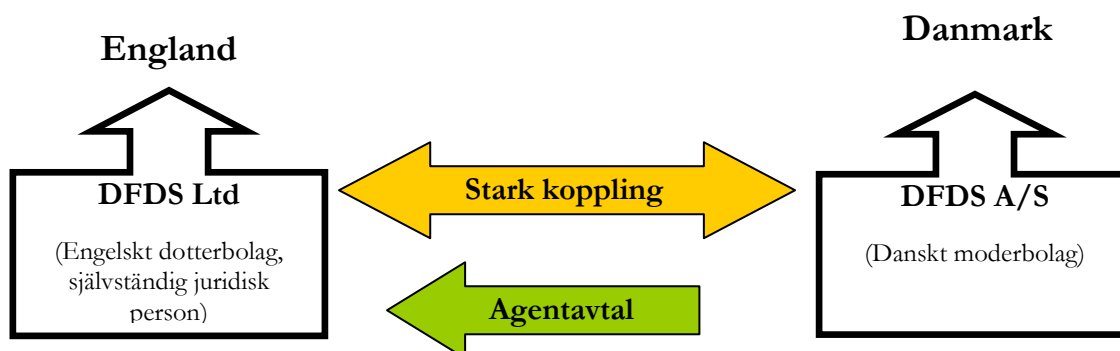 England
Danmark
DFDS Ltd
(Engelskt dotterbolag,
självständig juridisk
person)
Stark koppling
Agentavtal
DFDS A/S
(Danskt moderbolag)